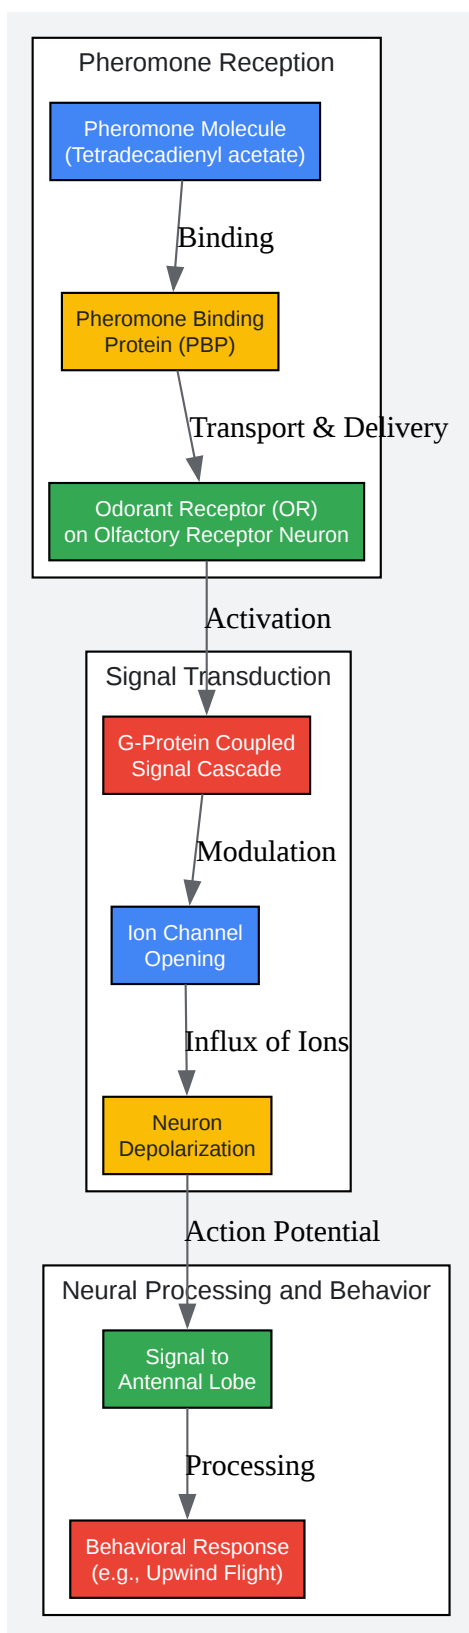 Pheromone Reception
Pheromone Molecule
(Tetradecadienyl acetate)
Binding
Pheromone Binding
Protein (PBP)
Transport & Delivery
Odorant Receptor (OR)
on Olfactory Receptor Neuron
Activation
Signal Transduction
G-Protein Coupled
Signal Cascade
Modulation
Ion Channel
Opening
Influx of Ions
Neuron
Depolarization
Action Potential
Neural Processing and Behavior
Signal to
Antennal Lobe
Processing
Behavioral Response
(e.g., Upwind Flight)